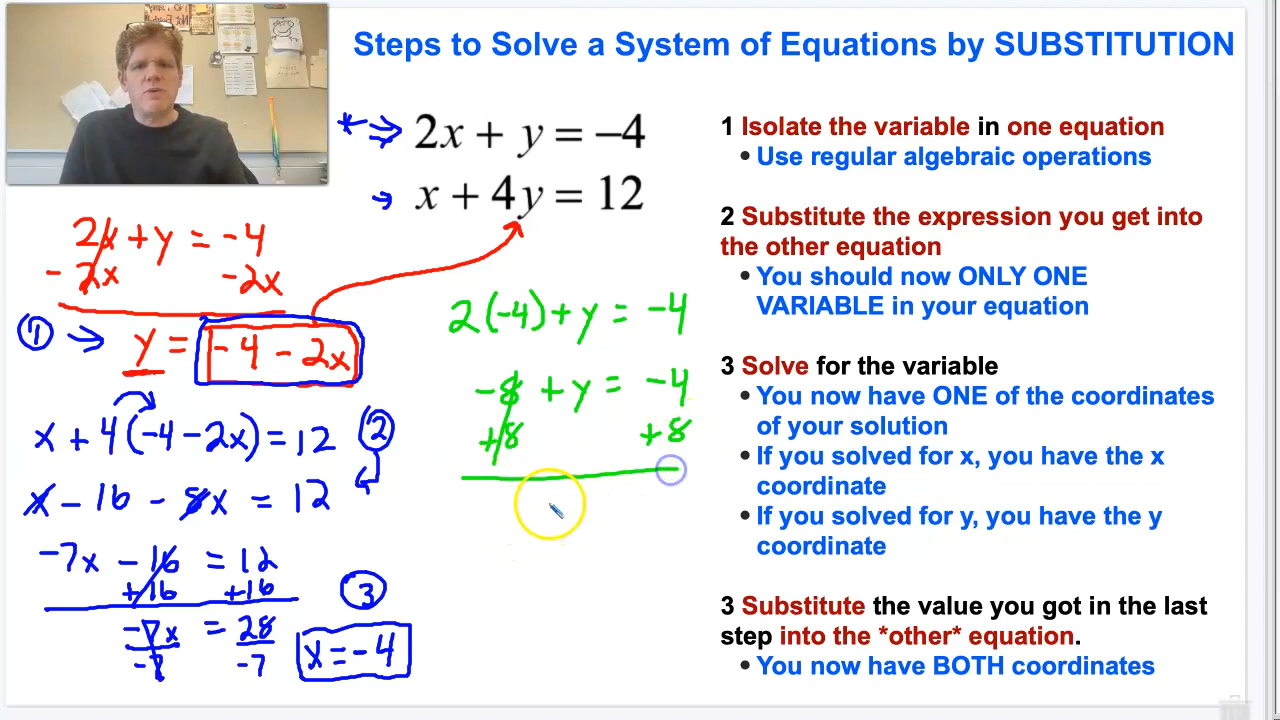 Steps to Solve a System of Equations by SUBSTITUTION
* ⇒ 2x + y = −4
→ x + 4y = 12
2x + y = -4
- 2x -2x
① ⇒ y = -4 - 2x
x + 4(-4 - 2x) = 12 ②
x - 16 - 8x = 12
-7x - 16 = 12
+16 +16
③
-7x = 28
-7 -7
x = -4
2(-4) + y = -4
-8 + y = -4
+8 +8
1 Isolate the variable in one equation
• Use regular algebraic operations
2 Substitute the expression you get into
the other equation
• You should now ONLY ONE
VARIABLE in your equation
3 Solve for the variable
• You now have ONE of the coordinates
of your solution
• If you solved for x, you have the x
coordinate
• If you solved for y, you have the y
coordinate
3 Substitute the value you got in the last
step into the *other* equation.
• You now have BOTH coordinates